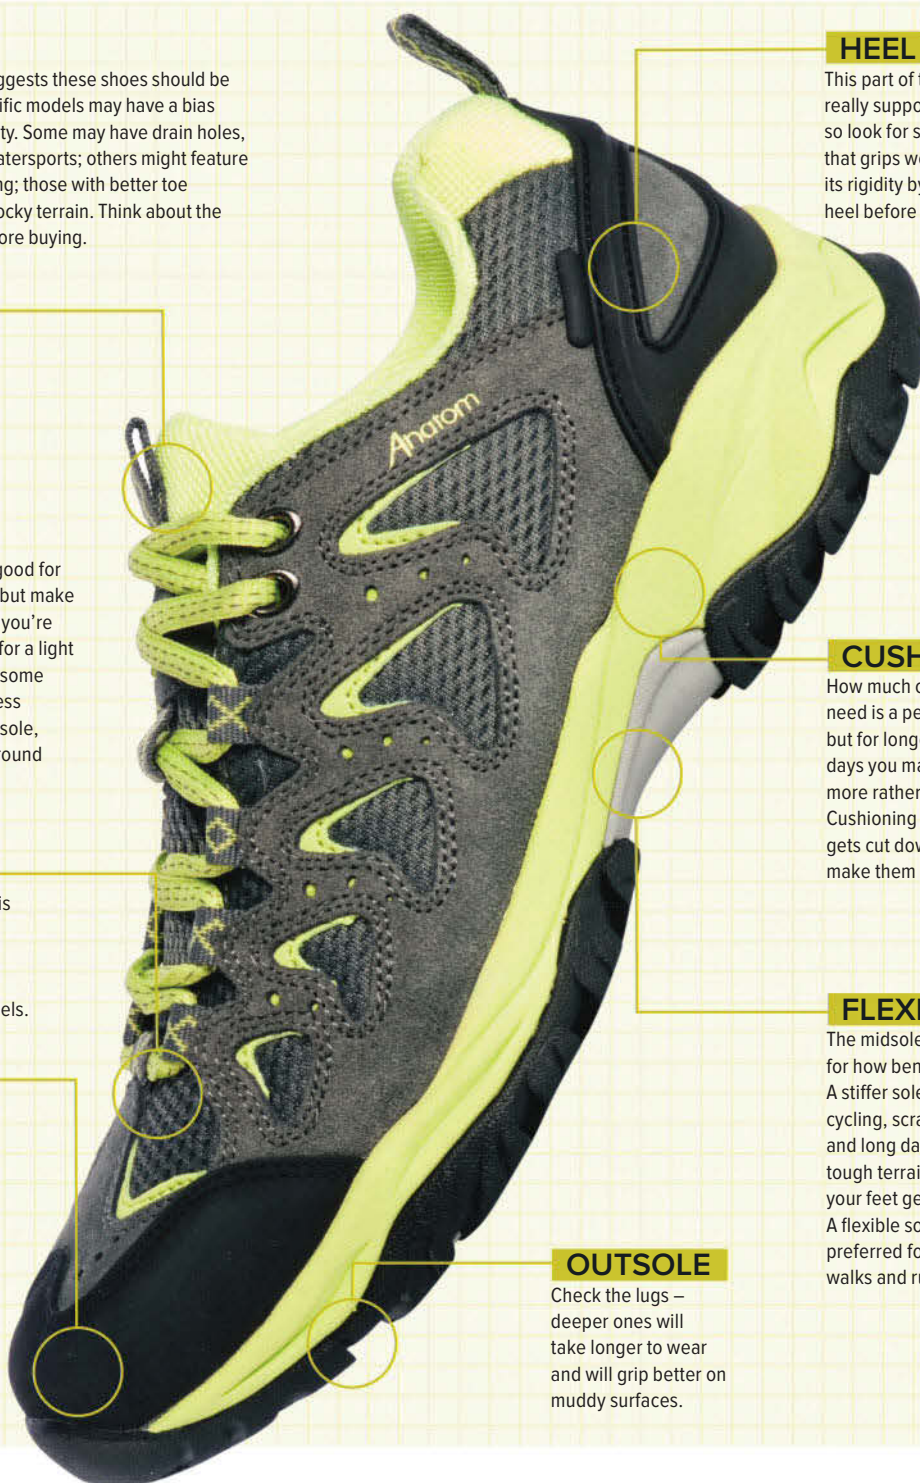 ggests these shoes should be
ific models may have a bias
ty. Some may have drain holes,
atersports; others might feature
ng; those with better toe
ocky terrain. Think about the
ore buying.
good for
but make
you're
for a light
some
ess
sole,
round
is
els.
Anatom
HEEL
This part of t
really suppo
so look for s
that grips we
its rigidity by
heel before
CUSH
How much c
need is a pe
but for longe
days you ma
more rather
Cushioning
gets cut dov
make them
FLEXI
The midsole
for how ben
A stiffer sole
cycling, scra
and long da
tough terrai
your feet ge
A flexible so
preferred fo
walks and ru
OUTSOLE
Check the lugs –
deeper ones will
take longer to wear
and will grip better on
muddy surfaces.